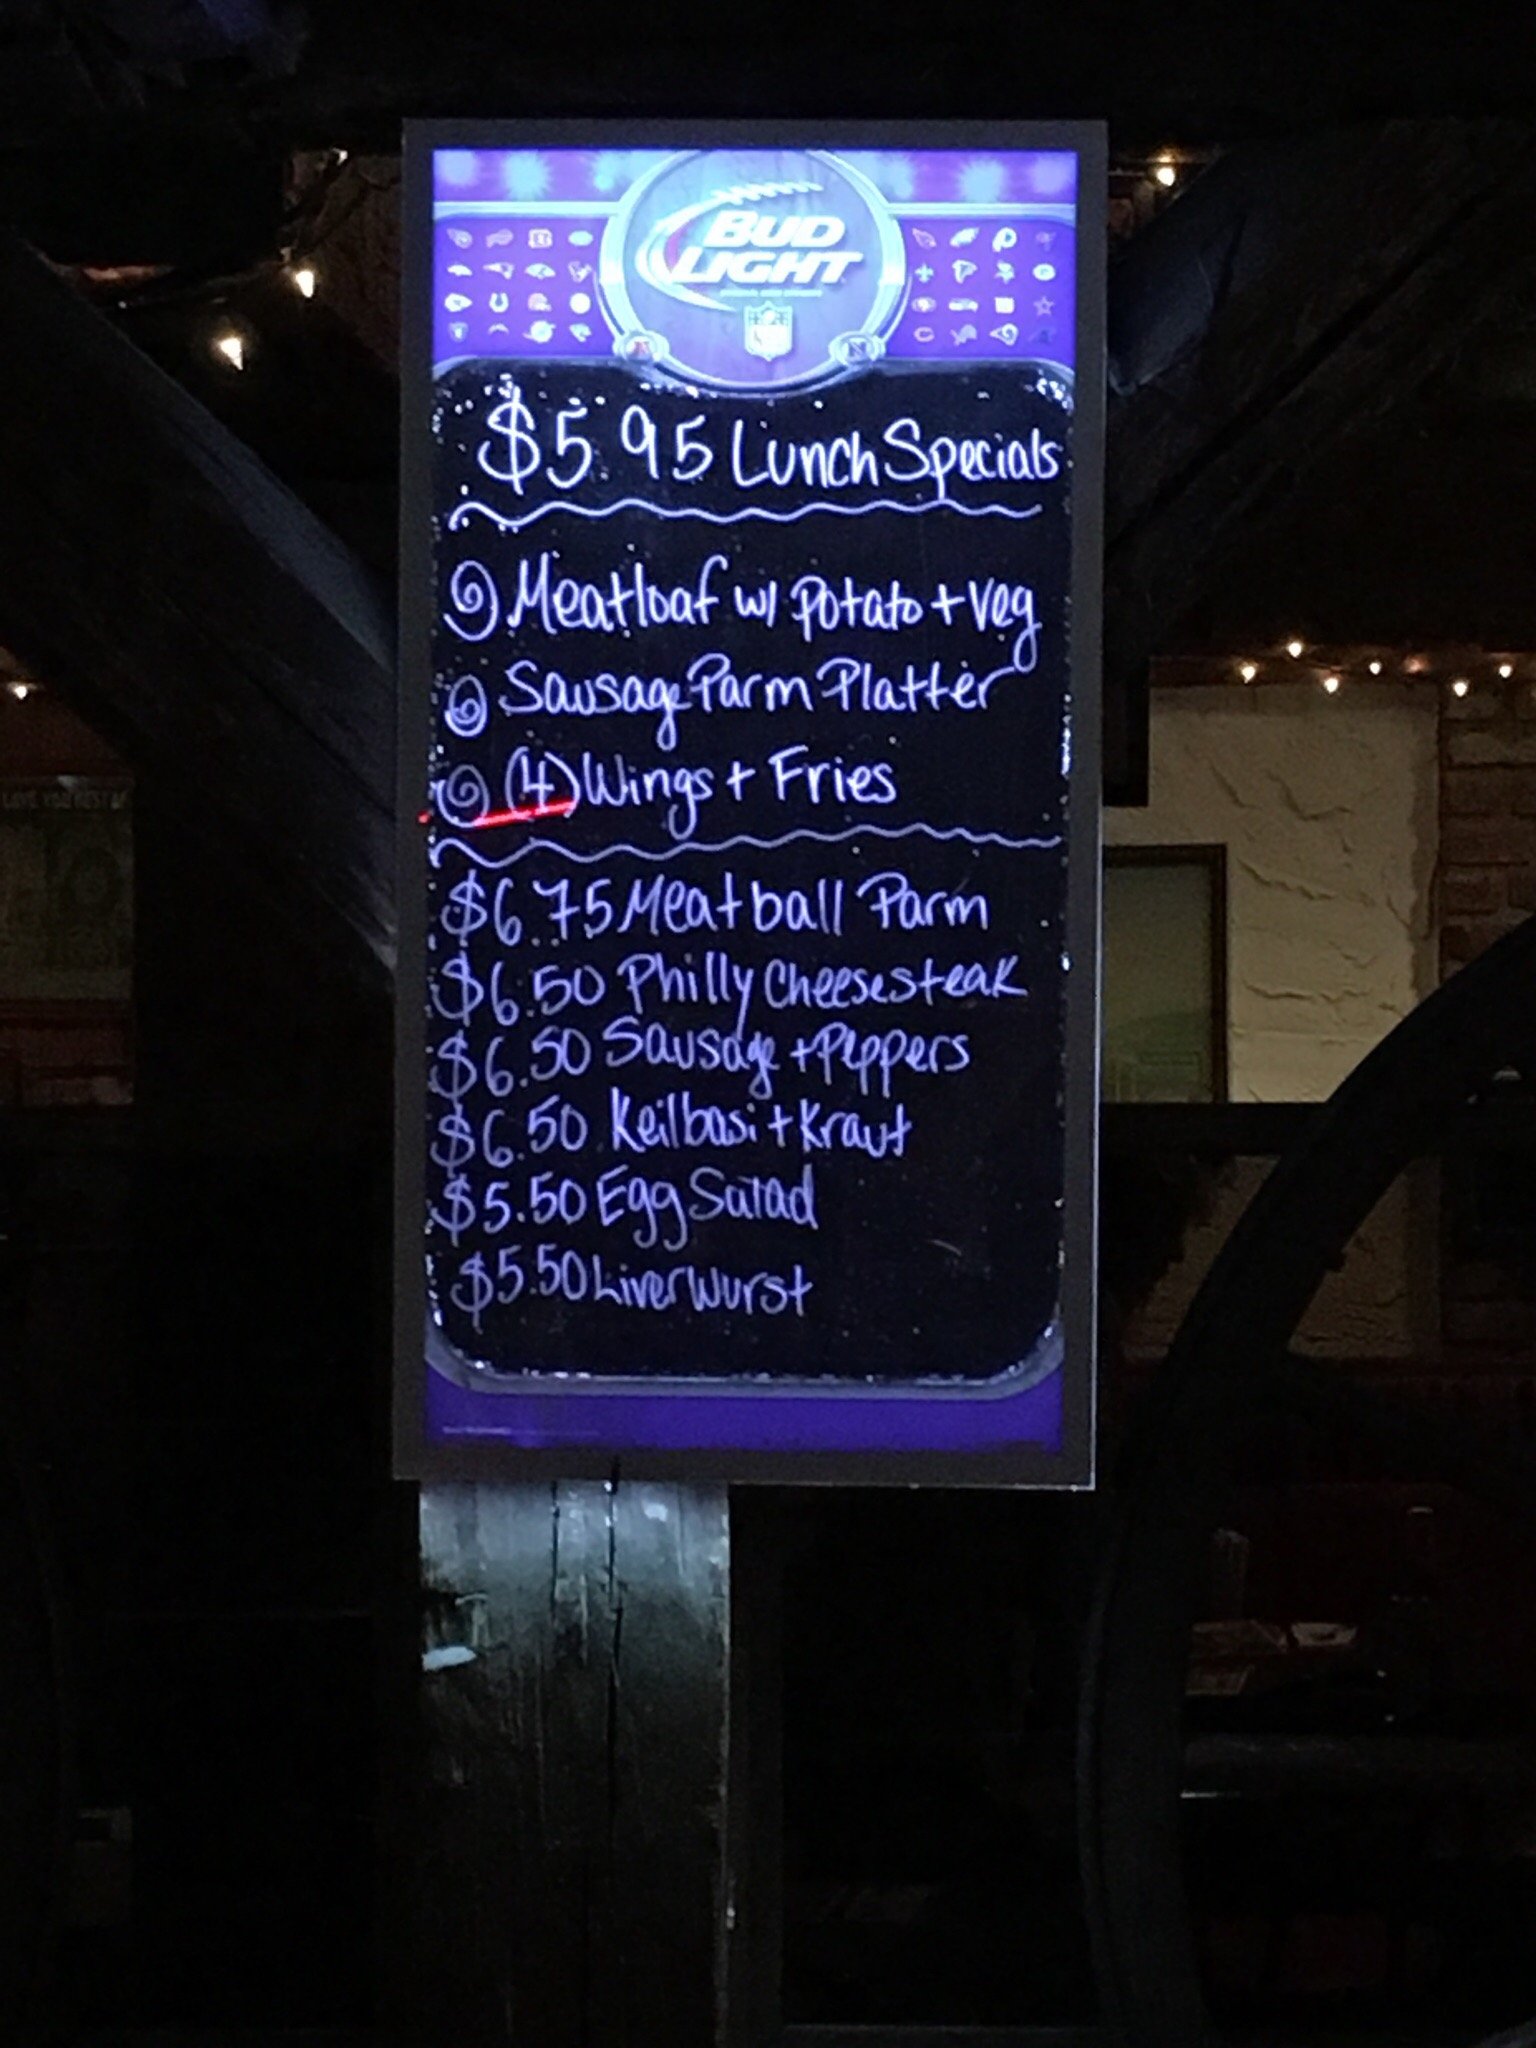 BUD
LIGHT
$5.95 Lunch Specials
Meatloaf w/ Potato + Veg
Sausage Parm Platter
(4) Wings + Fries
$6.75 Meatball Parm
$6.50 Philly Cheesesteak
$6.50 Sausage + Peppers
$6.50 Keilbasi + Kraut
$5.50 Egg Salad
$5.50 Liverwurst